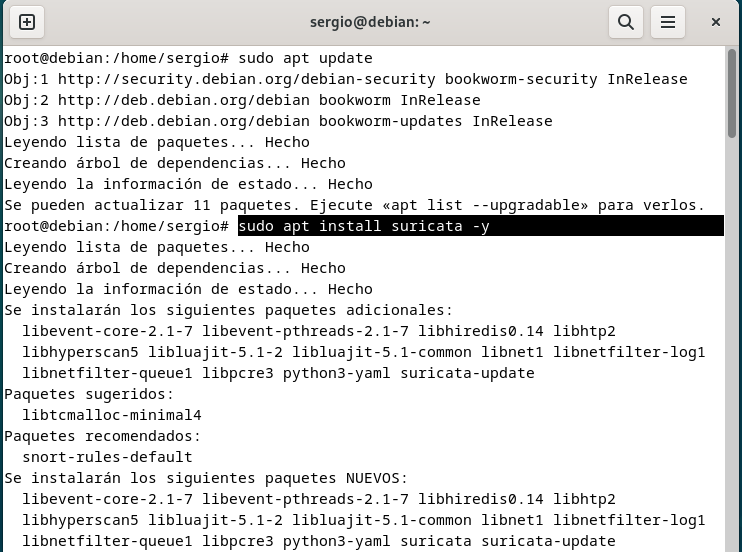 sergio@debian: ~
root@debian:/home/sergio# sudo apt update
Obj:1 http://security.debian.org/debian-security bookworm-security InRelease
Obj:2 http://deb.debian.org/debian bookworm InRelease
Obj:3 http://deb.debian.org/debian bookworm-updates InRelease
Leyendo lista de paquetes... Hecho
Creando árbol de dependencias... Hecho
Leyendo la información de estado... Hecho
Se pueden actualizar 11 paquetes. Ejecute «apt list --upgradable» para verlos.
root@debian:/home/sergio# sudo apt install suricata -y
Leyendo lista de paquetes... Hecho
Creando árbol de dependencias... Hecho
Leyendo la información de estado... Hecho
Se instalarán los siguientes paquetes adicionales:
  libevent-core-2.1-7 libevent-pthreads-2.1-7 libhiredis0.14 libhtp2
  libhyperscan5 libluajit-5.1-2 libluajit-5.1-common libnet1 libnetfilter-log1
  libnetfilter-queue1 libpcre3 python3-yaml suricata-update
Paquetes sugeridos:
  libtcmalloc-minimal4
Paquetes recomendados:
  snort-rules-default
Se instalarán los siguientes paquetes NUEVOS:
  libevent-core-2.1-7 libevent-pthreads-2.1-7 libhiredis0.14 libhtp2
  libhyperscan5 libluajit-5.1-2 libluajit-5.1-common libnet1 libnetfilter-log1
  libnetfilter-queue1 libpcre3 python3-yaml suricata suricata-update